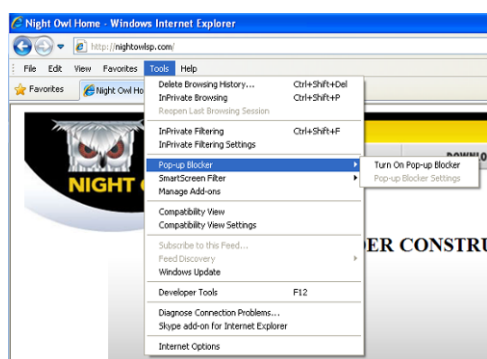 Night Owl Home - Windows Internet Explorer
http://nightowlsp.com/
File Edit View Favorites Tools Help
Favorites Night Owl Ho
Delete Browsing History... Ctrl+Shift+Del
InPrivate Browsing Ctrl+Shift+P
Reopen Last Browsing Session
InPrivate Filtering Ctrl+Shift+F
InPrivate Filtering Settings
Pop-up Blocker
Turn On Pop-up Blocker
Pop-up Blocker Settings
SmartScreen Filter
Manage Add-ons
Compatibility View
Compatibility View Settings
Subscribe to this Feed...
Feed Discovery
Windows Update
Developer Tools F12
Diagnose Connection Problems...
Skype add-on for Internet Explorer
Internet Options
NIGHT
DER CONSTRU